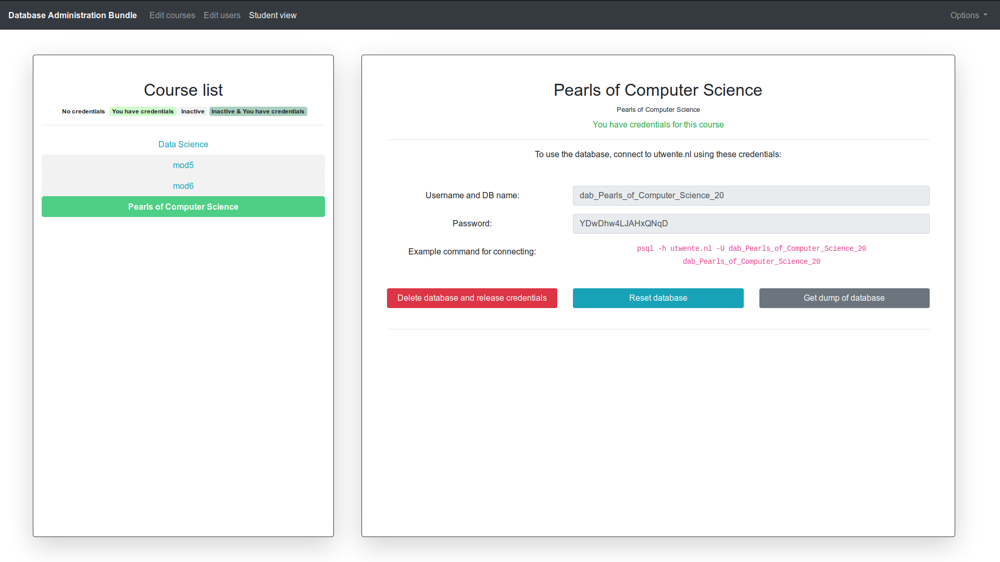 Database Administration Bundle Edit courses Edit users Student view Options
Course list
No credentials You have credentials Inactive Inactive & You have credentials
Data Science
mod5
mod6
Pearls of Computer Science
Pearls of Computer Science
Pearls of Computer Science
You have credentials for this course
To use the database, connect to utwente.nl using these credentials:
Username and DB name: dab_Pearls_of_Computer_Science_20
Password: YDwDhw4LJAHxQNqD
Example command for connecting: psql -h utwente.nl -U dab_Pearls_of_Computer_Science_20
dab_Pearls_of_Computer_Science_20
Delete database and release credentials Reset database Get dump of database